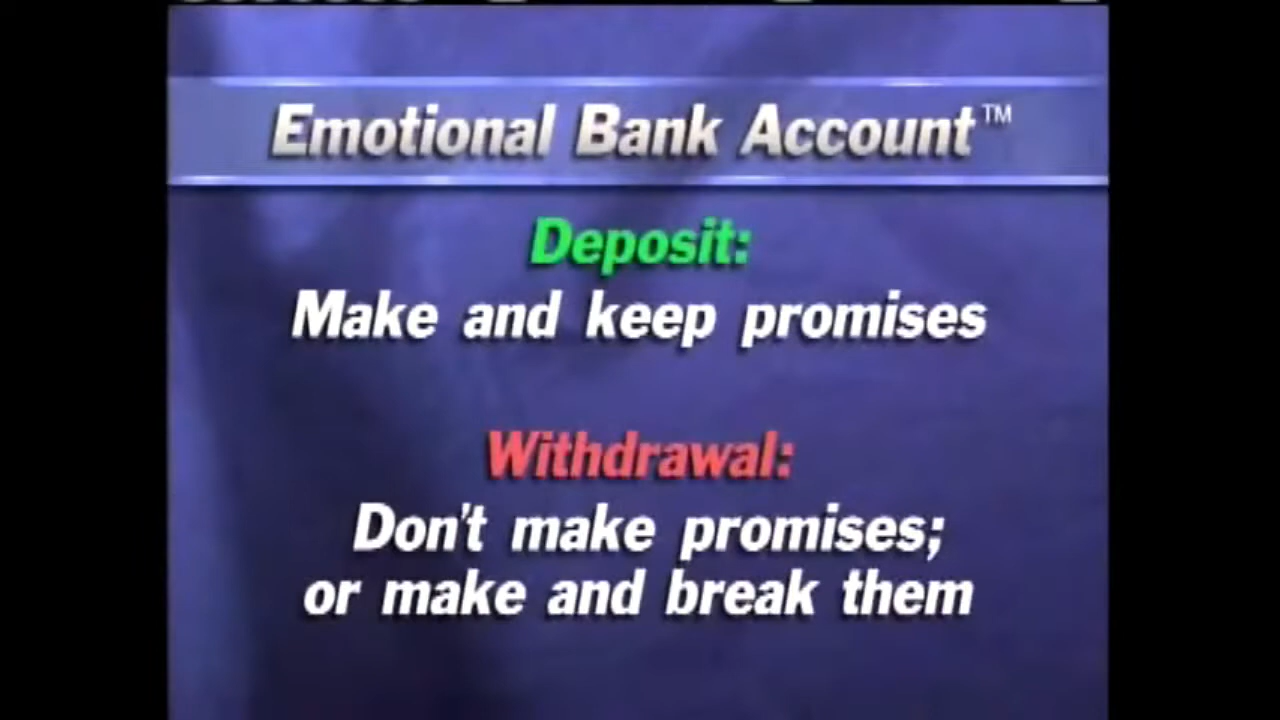 Emotional Bank Account™
Deposit:
Make and keep promises
Withdrawal:
Don't make promises;
or make and break them